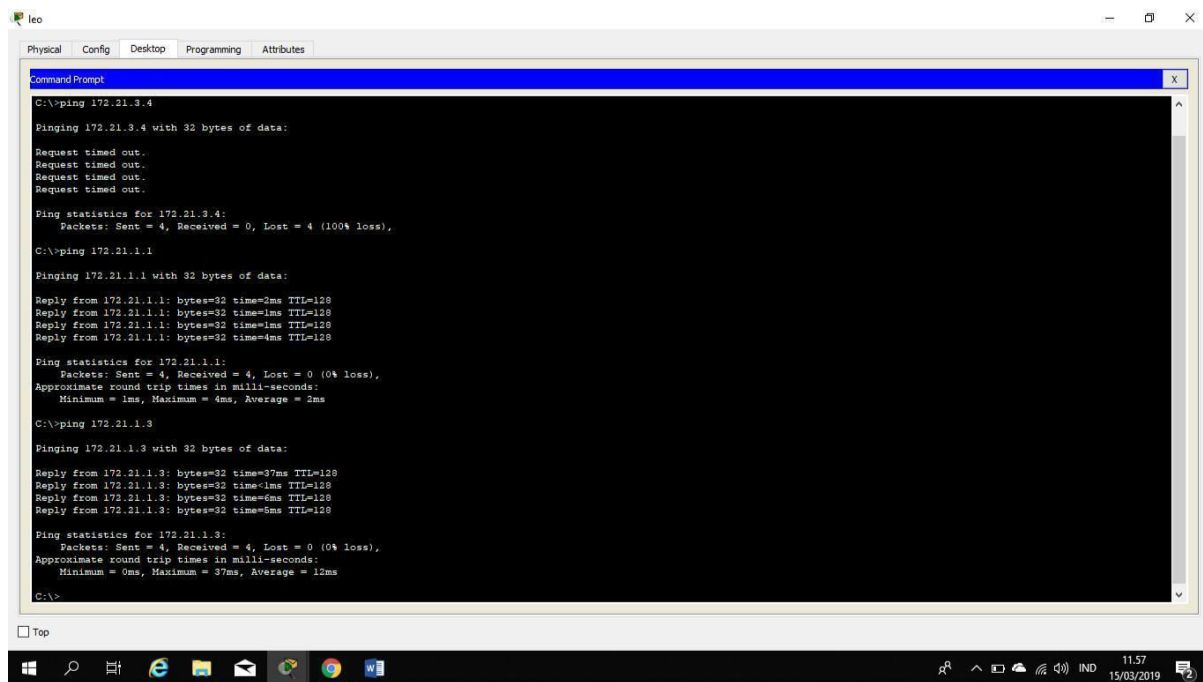 leo
Physical Config Desktop Programming Attributes
Command Prompt X
C:\>ping 172.21.3.4
Pinging 172.21.3.4 with 32 bytes of data:
Request timed out.
Request timed out.
Request timed out.
Request timed out.
Ping statistics for 172.21.3.4:
Packets: Sent = 4, Received = 0, Lost = 4 (100% loss),
C:\>ping 172.21.1.1
Pinging 172.21.1.1 with 32 bytes of data:
Reply from 172.21.1.1: bytes=32 time=2ms TTL=128
Reply from 172.21.1.1: bytes=32 time=1ms TTL=128
Reply from 172.21.1.1: bytes=32 time=1ms TTL=128
Reply from 172.21.1.1: bytes=32 time=4ms TTL=128
Ping statistics for 172.21.1.1:
Packets: Sent = 4, Received = 4, Lost = 0 (0% loss),
Approximate round trip times in milli-seconds:
Minimum = 1ms, Maximum = 4ms, Average = 2ms
C:\>ping 172.21.1.3
Pinging 172.21.1.3 with 32 bytes of data:
Reply from 172.21.1.3: bytes=32 time=37ms TTL=128
Reply from 172.21.1.3: bytes=32 time<1ms TTL=128
Reply from 172.21.1.3: bytes=32 time=6ms TTL=128
Reply from 172.21.1.3: bytes=32 time=5ms TTL=128
Ping statistics for 172.21.1.3:
Packets: Sent = 4, Received = 4, Lost = 0 (0% loss),
Approximate round trip times in milli-seconds:
Minimum = 0ms, Maximum = 37ms, Average = 12ms
C:\>
Top
IND
11.57
15/03/2019
2